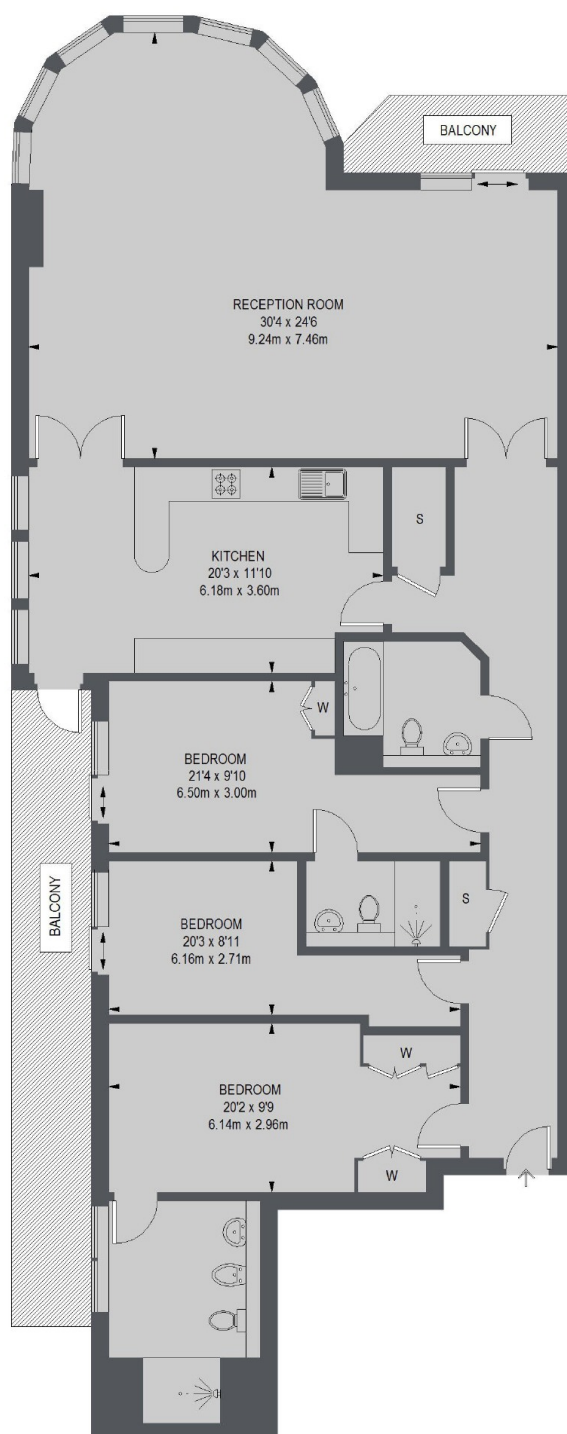 BALCONY
RECEPTION ROOM
30'4 x 24'6
9.24m x 7.46m
S
KITCHEN
20'3 x 11'10
6.18m x 3.60m
W
BEDROOM
21'4 x 9'10
6.50m x 3.00m
BALCONY
S
BEDROOM
20'3 x 8'11
6.16m x 2.71m
W
BEDROOM
20'2 x 9'9
6.14m x 2.96m
W